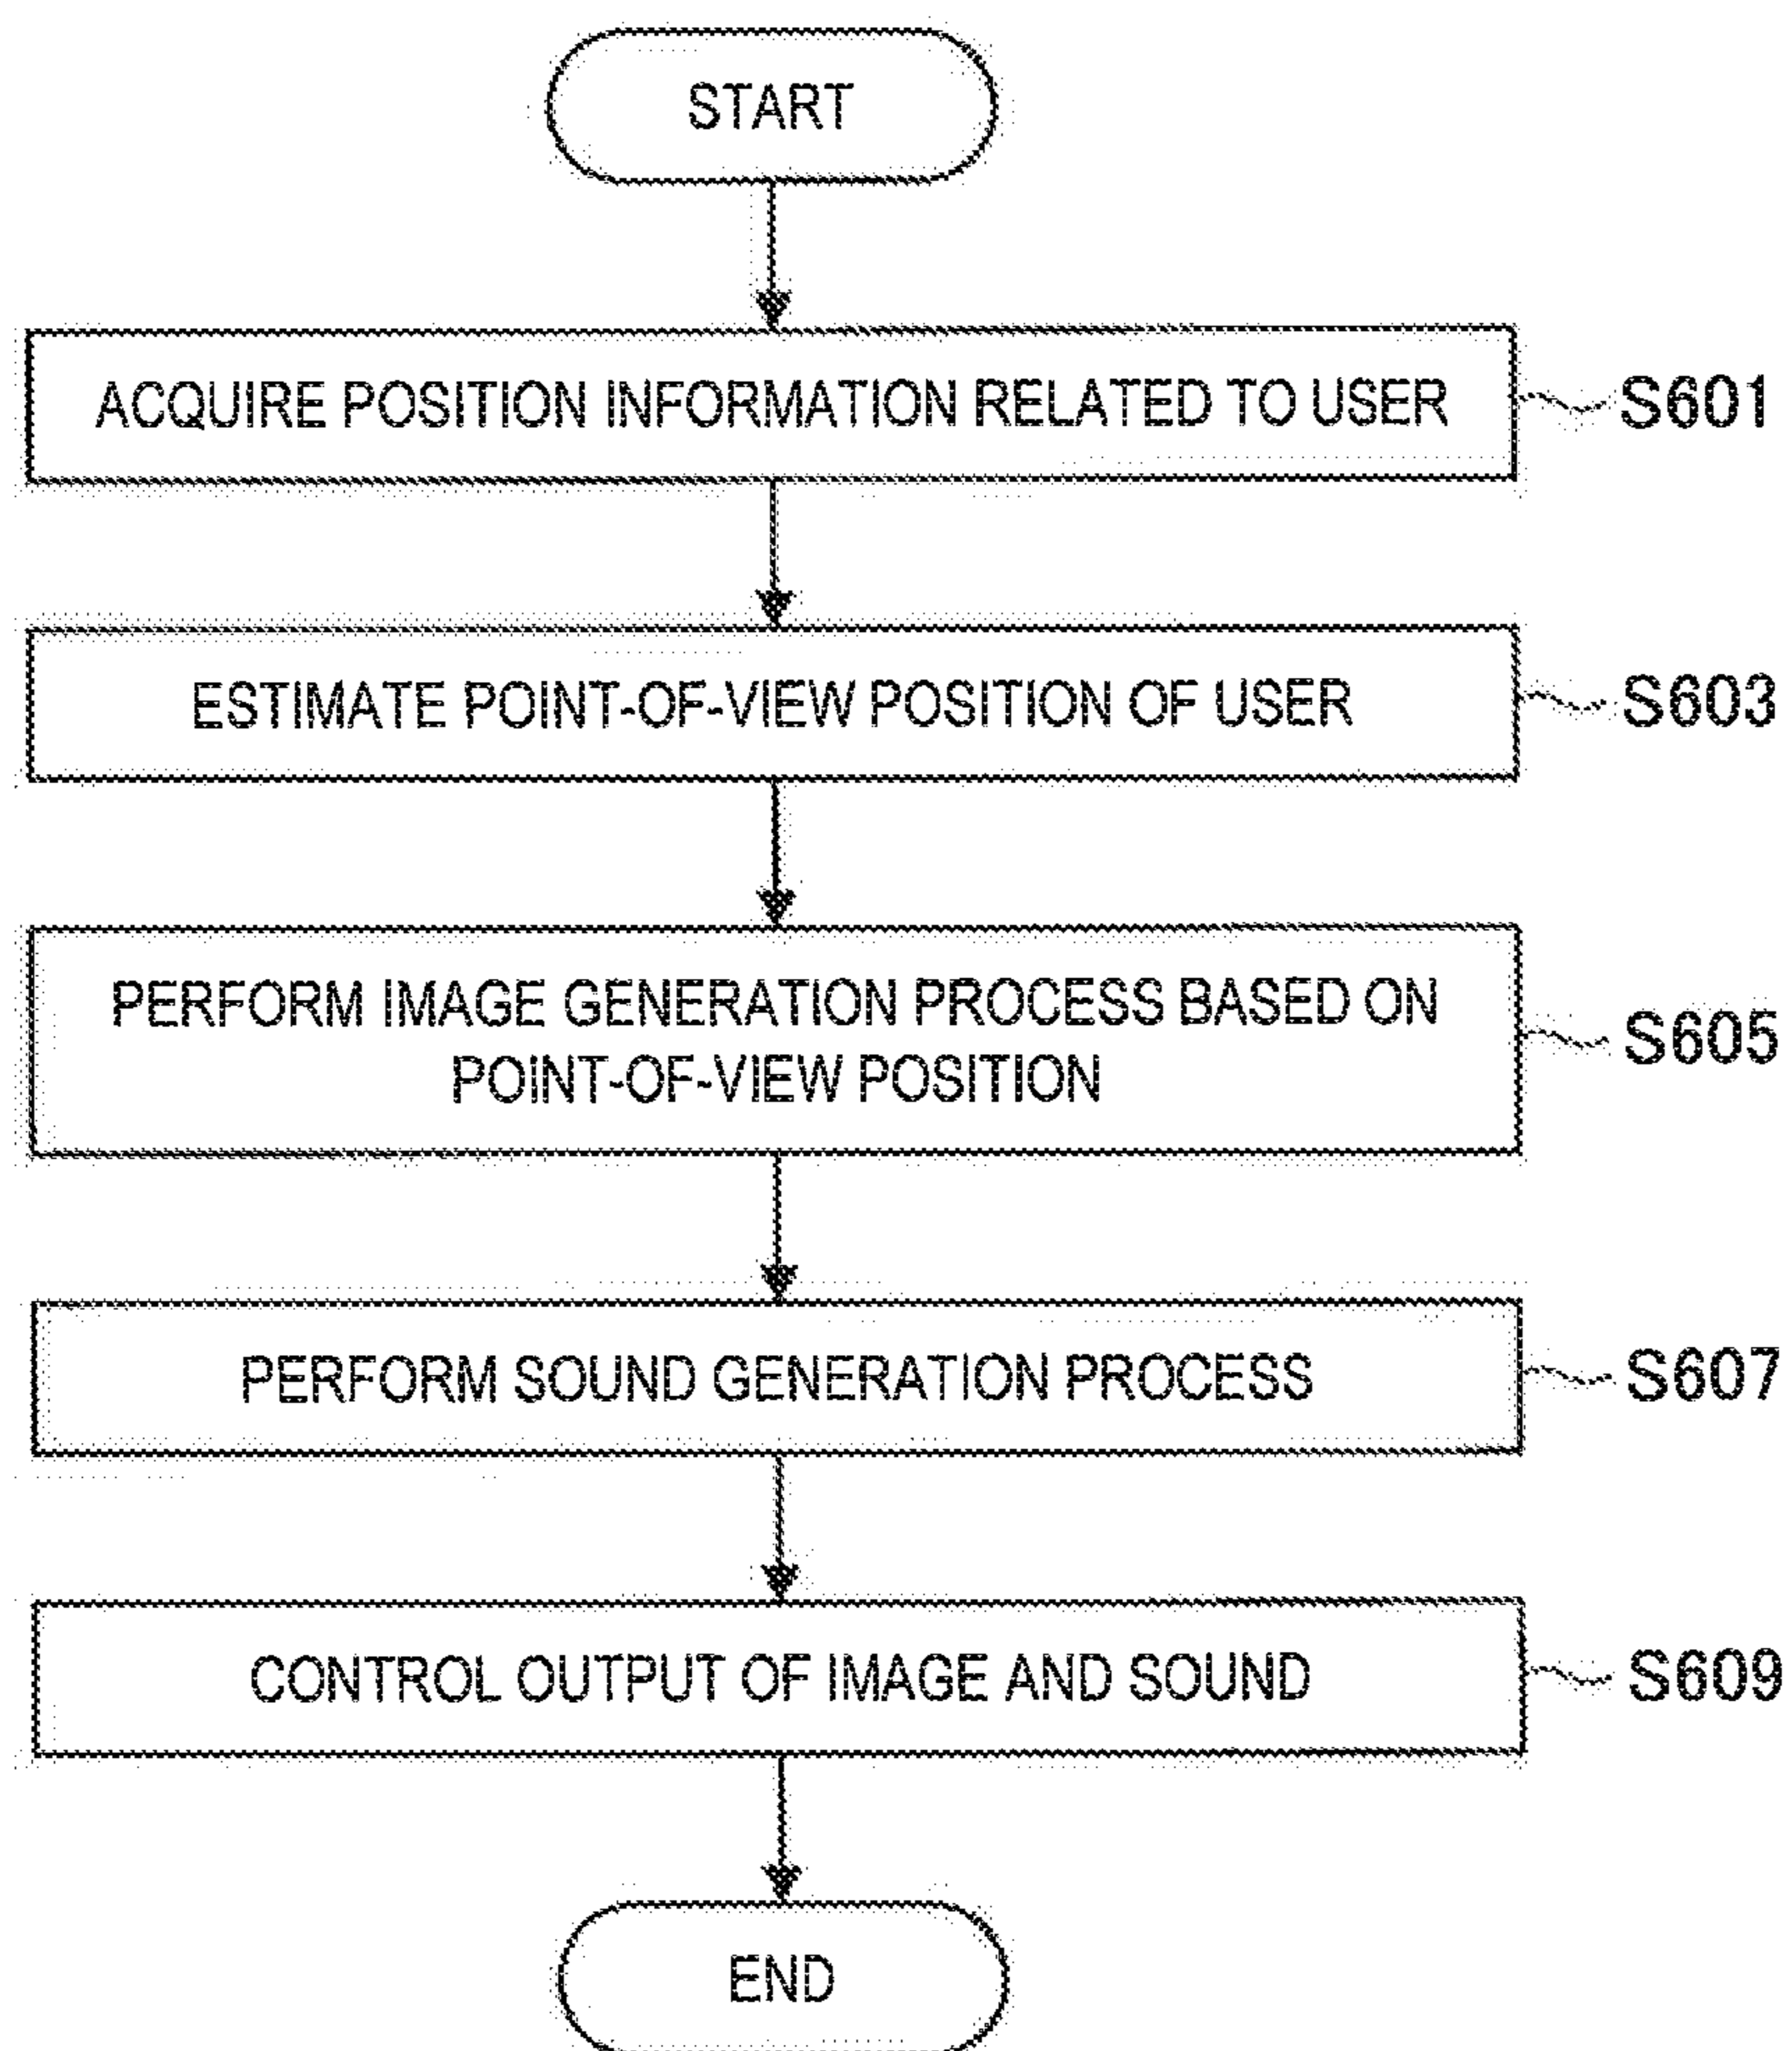 START
ACQUIRE POSITION INFORMATION RELATED TO USER
S601
ESTIMATE POINT-OF-VIEW POSITION OF USER
S603
PERFORM IMAGE GENERATION PROCESS BASED ON
POINT-OF-VIEW POSITION
S605
PERFORM SOUND GENERATION PROCESS
S607
CONTROL OUTPUT OF IMAGE AND SOUND
S609
END